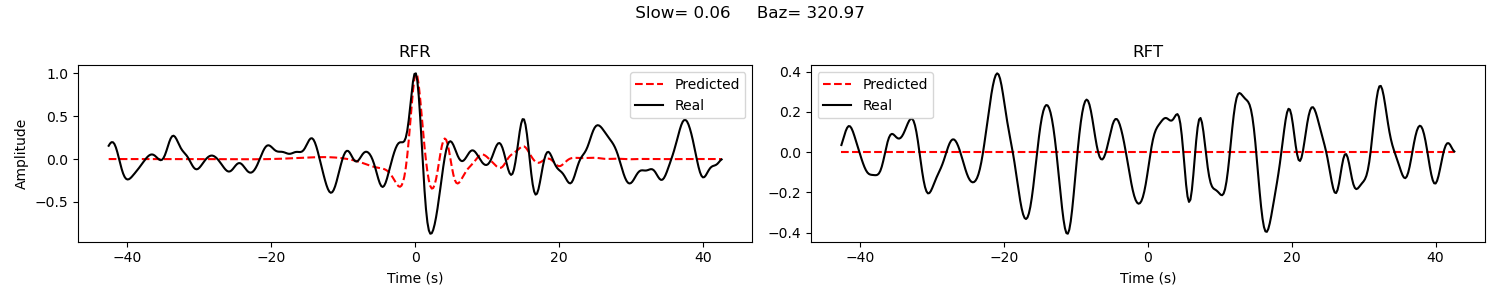 Slow= 0.06     Baz= 320.97
RFR
RFT
1.0
0.5
0.0
−0.5
Amplitude
Predicted
Real
−40
−20
0
20
40
Time (s)
0.4
0.2
0.0
−0.2
−0.4
Predicted
Real
−40
−20
0
20
40
Time (s)